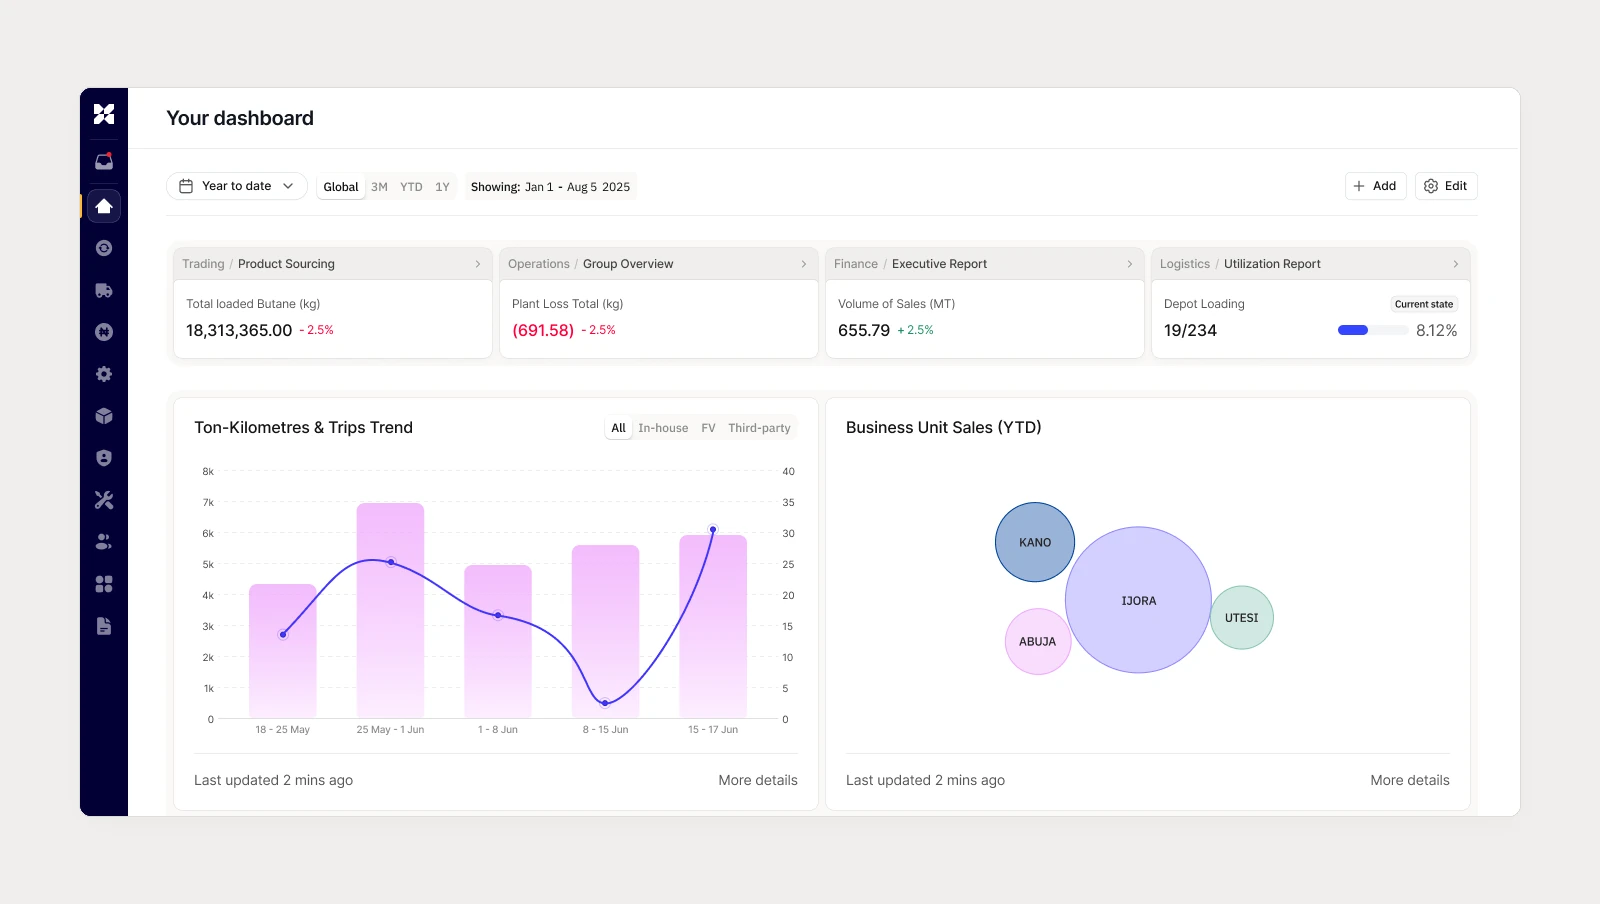 Your dashboard
Year to date
Global 3M YTD 1Y
Showing: Jan 1 - Aug 5 2025
Add
Edit
Trading / Product Sourcing
Total loaded Butane (kg)
18,313,365.00 - 2.5%
Operations / Group Overview
Plant Loss Total (kg)
(691.58) - 2.5%
Finance / Executive Report
Volume of Sales (MT)
655.79 + 2.5%
Logistics / Utilization Report
Depot Loading Current state
19/234 8.12%
Ton-Kilometres & Trips Trend
All In-house FV Third-party
8k 40
7k 35
6k 30
5k 25
4k 20
3k 15
2k 10
1k 5
0 0
18 - 25 May 25 May - 1 Jun 1 - 8 Jun 8 - 15 Jun 15 - 17 Jun
Last updated 2 mins ago More details
Business Unit Sales (YTD)
KANO
IJORA
UTESI
ABUJA
Last updated 2 mins ago More details